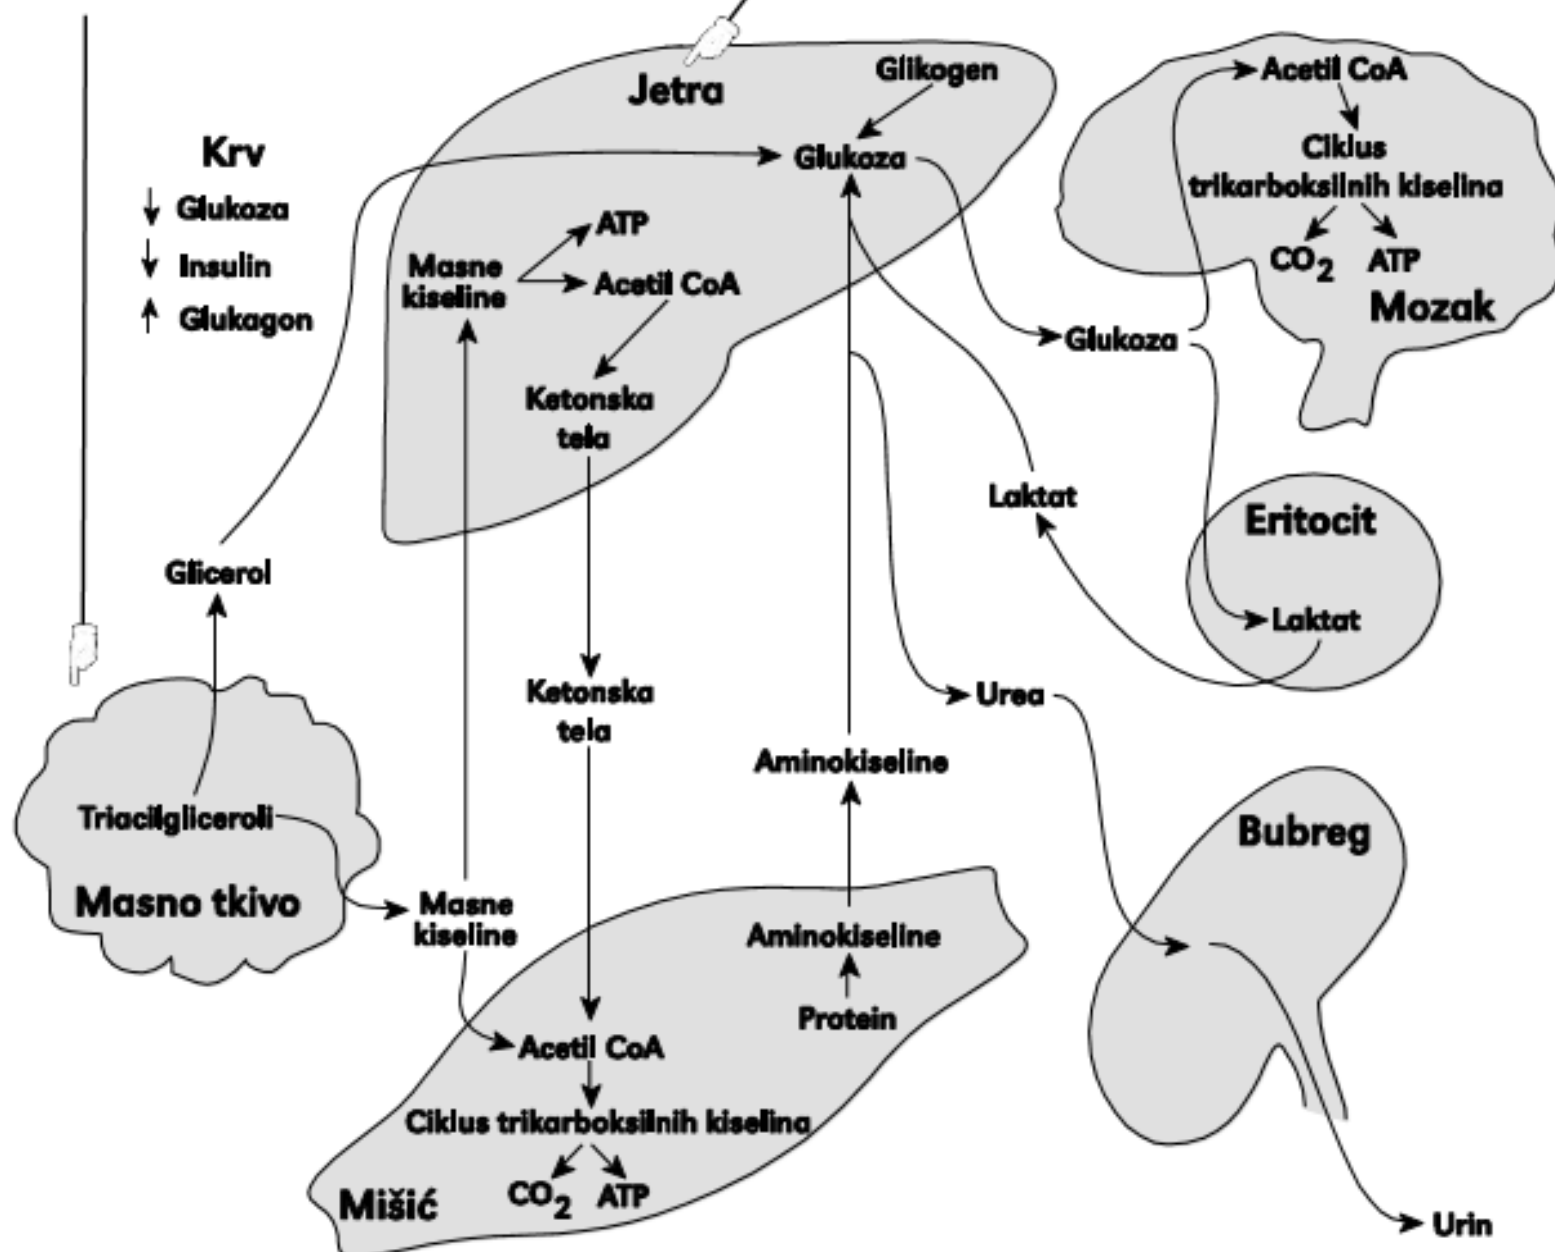 Krv
↓ Glukoza
↓ Insulin
↑ Glukagon
Jetra
Glikogen
Glukoza
ATP
Masne
kiseline
Acetil CoA
Ketonska
tela
Acetil CoA
Ciklus
trikarboksilnih kiselina
CO₂ ATP
Mozak
Glukoza
Laktat
Eritocit
Laktat
Glicerol
Triacilgliceroli
Masno tkivo
Masne
kiseline
Ketonska
tela
Urea
Aminokiseline
Aminokiseline
Protein
Acetil CoA
Ciklus trikarboksilnih kiselina
CO₂ ATP
Mišić
Bubreg
Urin